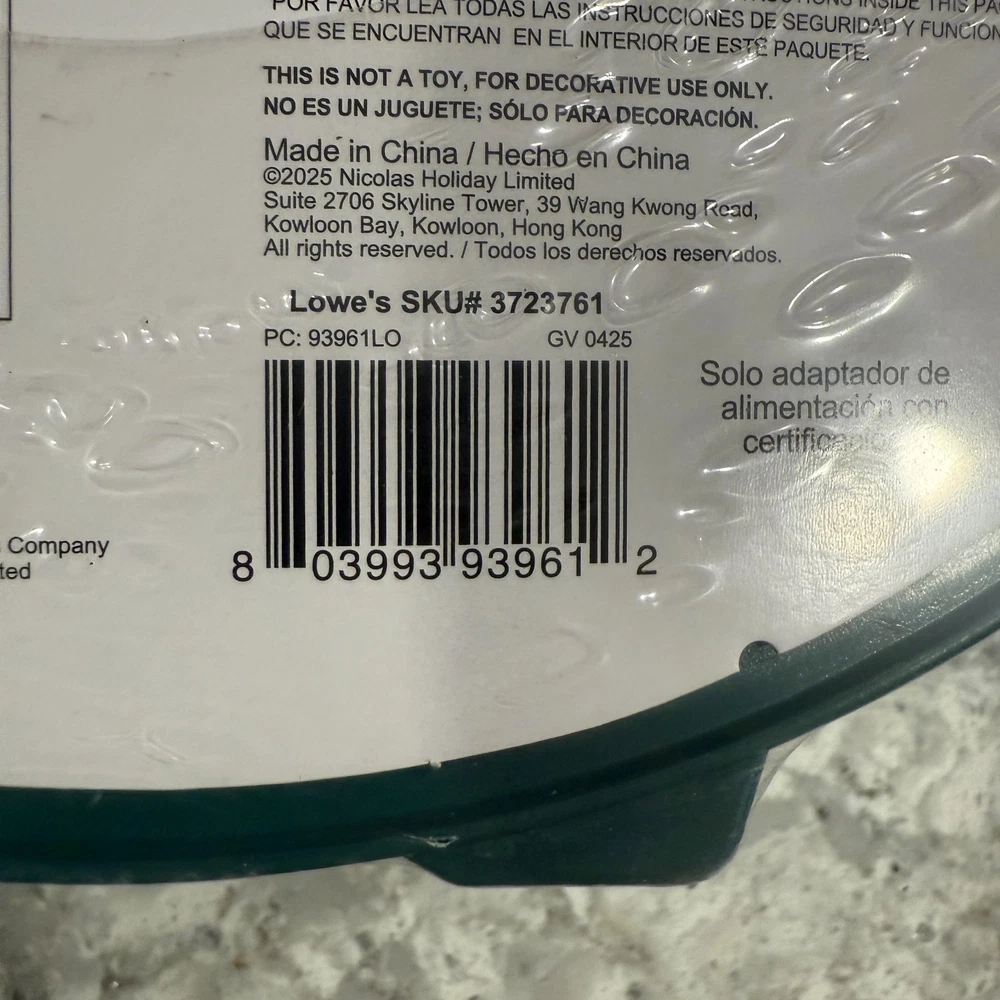 INSIDE THIS
POR FAVOR LEA TODAS LAS INSTRUCCIONES DE SEGURIDAD Y
QUE SE ENCUENTRAN EN EL INTERIOR DE ESTE PAQUETE.
THIS IS NOT A TOY, FOR DECORATIVE USE ONLY.
NO ES UN JUGUETE; SÓLO PARA DECORACIÓN.
Made in China / Hecho en China
©2025 Nicolas Holiday Limited
Suite 2706 Skyline Tower, 39 Wang Kwong Road,
Kowloon Bay, Kowloon, Hong Kong
All rights reserved. / Todos los derechos reservados.
Lowe's SKU# 3723761
PC: 93961LO GV 0425
Solo adaptador de
alimentación con
Company
8 03993 93961 2